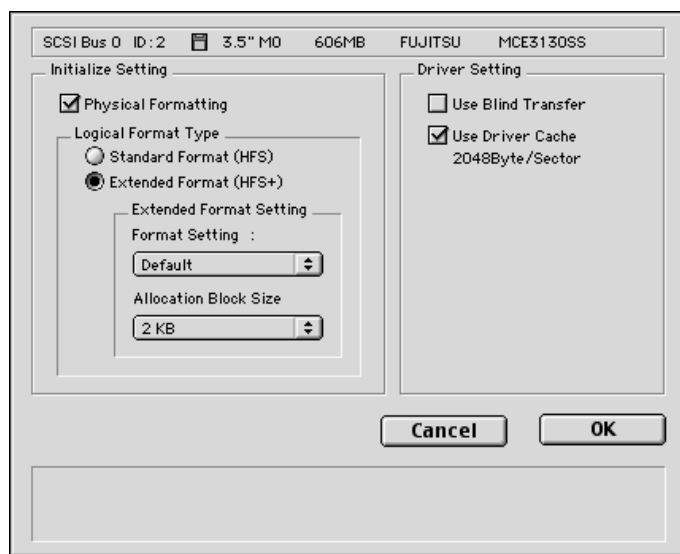 SCSI Bus 0 ID:2 3.5" MO 606MB FUJITSU MCE3130SS
Initialize Setting
Physical Formatting
Logical Format Type
Standard Format (HFS)
Extended Format (HFS+)
Extended Format Setting
Format Setting :
Default
Allocation Block Size
2 KB
Driver Setting
Use Blind Transfer
Use Driver Cache
2048Byte/Sector
Cancel
OK